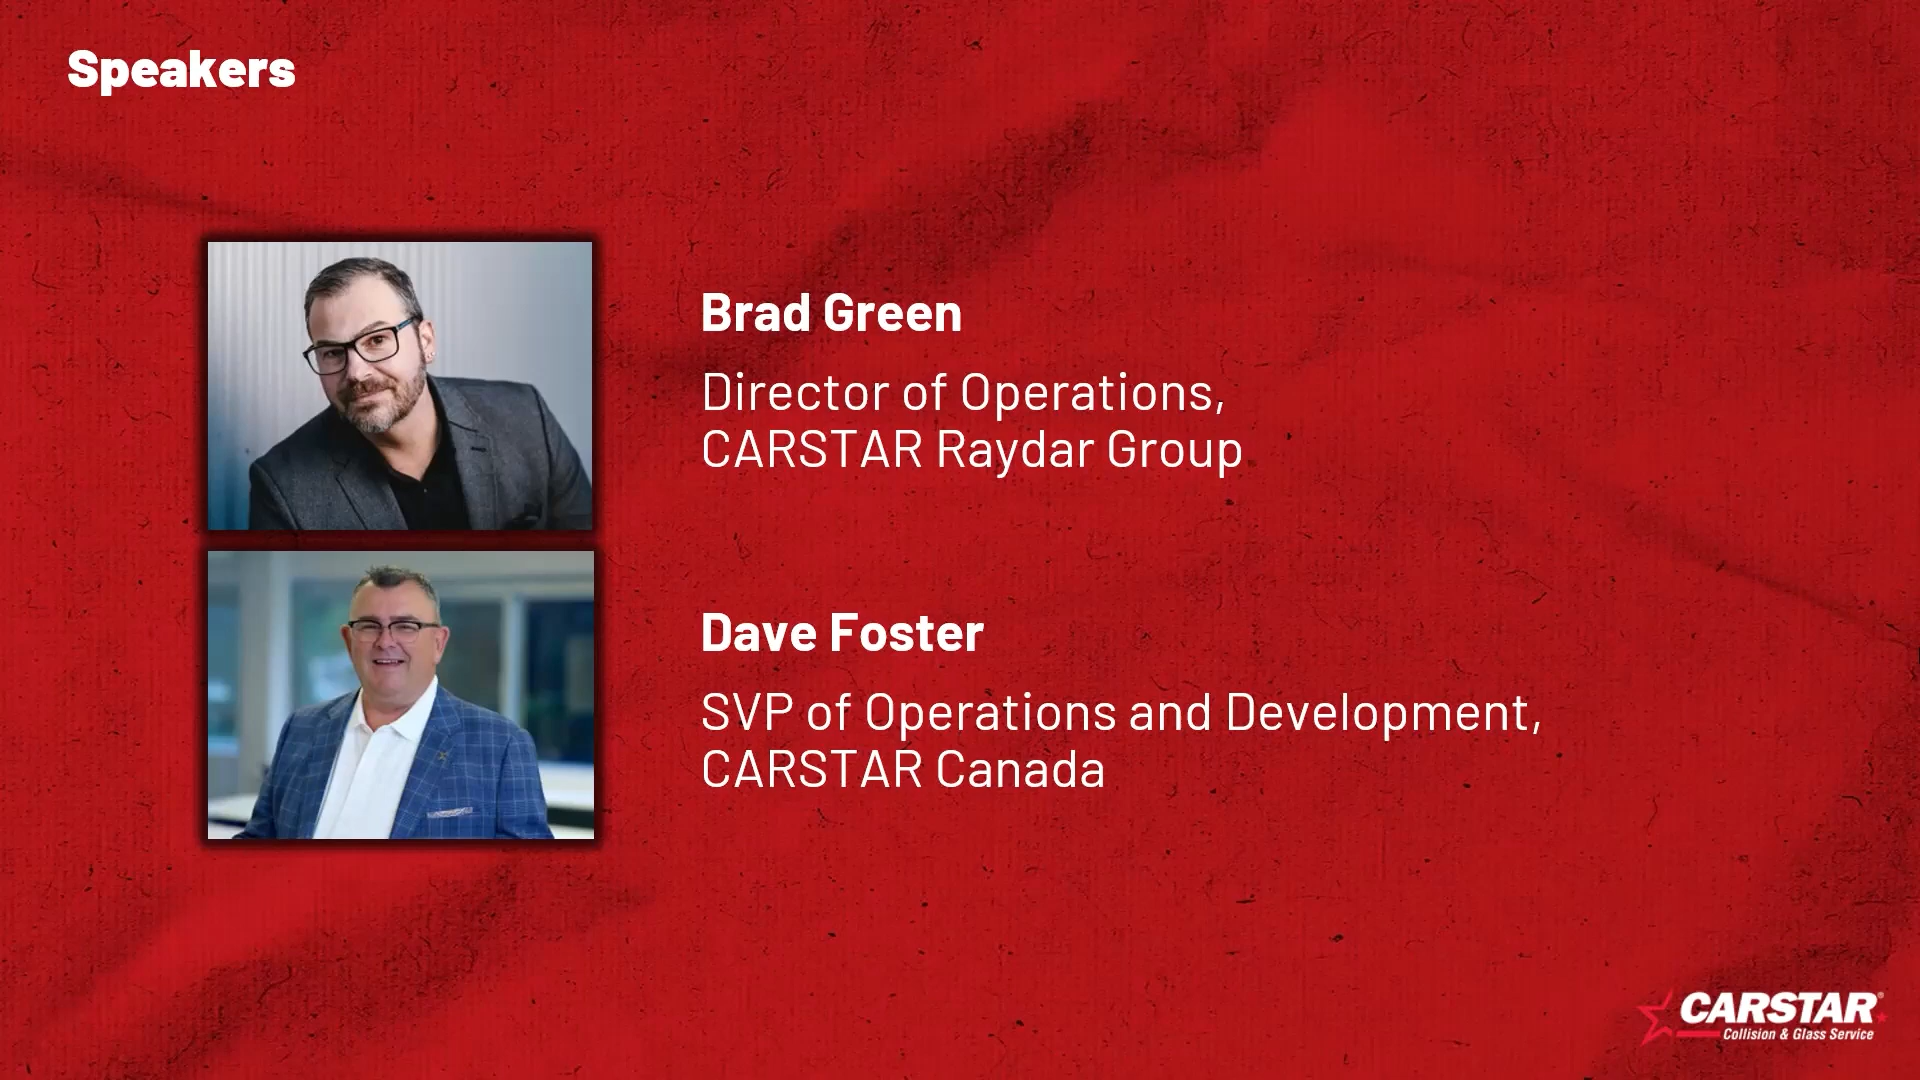 Speakers
Brad Green
Director of Operations,
CARSTAR Raydar Group
Dave Foster
SVP of Operations and Development,
CARSTAR Canada
CARSTAR®
Collision & Glass Service